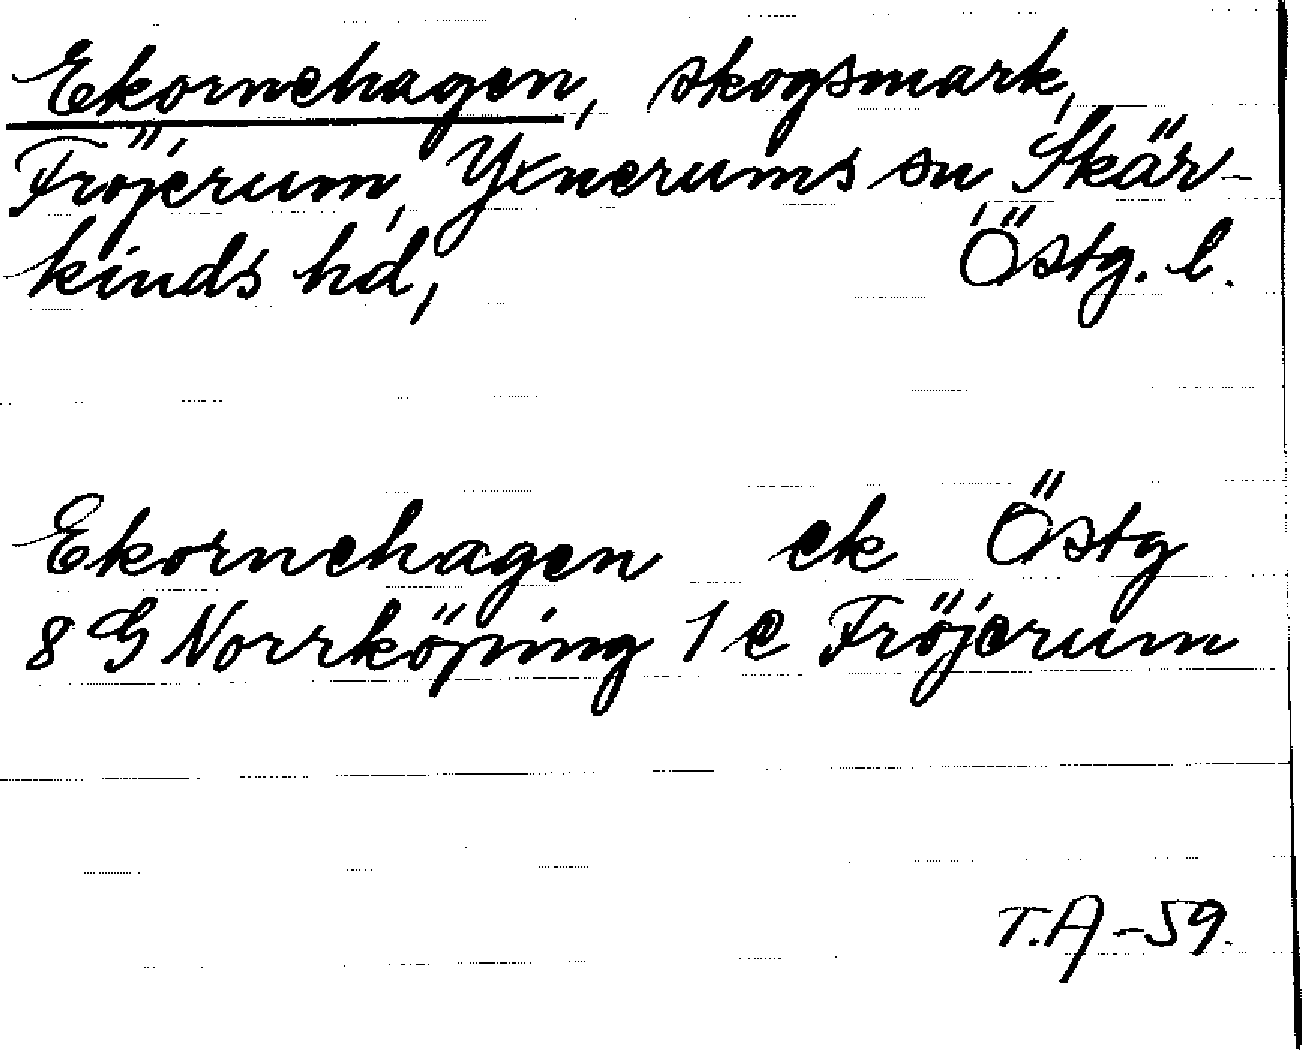 Ekornehagen, skogsmark,
Fröjerum, Yxnerums sn, Skär-
kinds hd, Östg. l.
Ekornehagen ek Östg
8 G Norrköping 1 e Fröjerum
T.A-59.